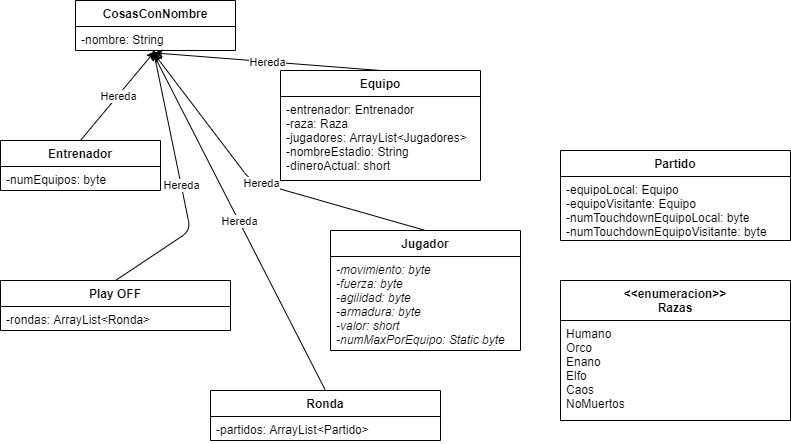 CosasConNombre
-nombre: String
Hereda
Equipo
-entrenador: Entrenador
-raza: Raza
-jugadores: ArrayList<Jugadores>
-nombreEstadio: String
-dineroActual: short
Hereda
Entrenador
-numEquipos: byte
Hereda
Hereda
Partido
-equipoLocal: Equipo
-equipoVisitante: Equipo
-numTouchdownEquipoLocal: byte
-numTouchdownEquipoVisitante: byte
Hereda
Jugador
-movimiento: byte
-fuerza: byte
-agilidad: byte
-armadura: byte
-valor: short
-numMaxPorEquipo: Static byte
Play OFF
-rondas: ArrayList<Ronda>
<<enumeracion>>
Razas
Humano
Orco
Enano
Elfo
Caos
NoMuertos
Ronda
-partidos: ArrayList<Partido>